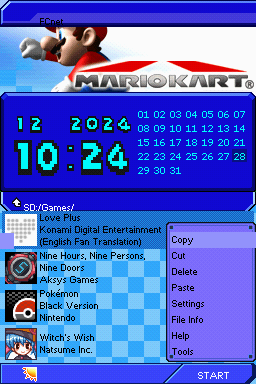 FCnet
MARIOKART®
12 2024
10:24
01 02 03 04 05 06 07
08 09 10 11 12 13 14
15 16 17 18 19 20 21
22 23 24 25 26 27 28
29 30 31
SD:/Games/
Love Plus
Konami Digital Entertainment
(English Fan Translation)
Nine Hours, Nine Persons,
Nine Doors
Aksys Games
Pokémon
Black Version
Nintendo
Witch's Wish
Natsume Inc.
Copy
Cut
Delete
Paste
Settings
File Info
Help
Tools
START